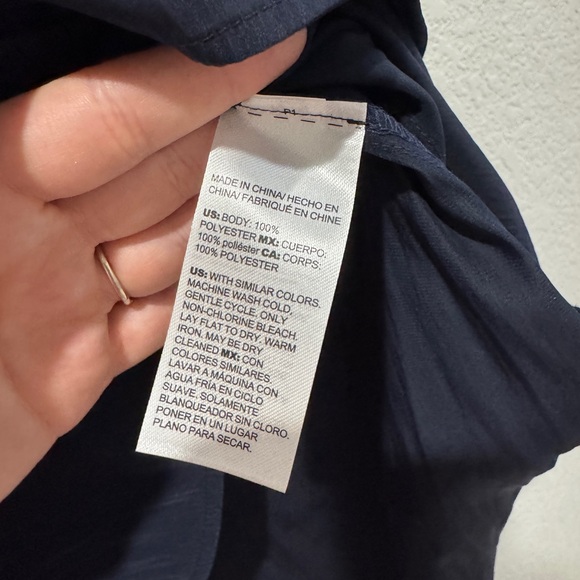 P1
MADE IN CHINA/ HECHO EN
CHINA/ FABRIQUÉ EN CHINE
US: BODY: 100%
POLYESTER MX: CUERPO:
100% poliéster CA: CORPS:
100% POLYESTER
US: WITH SIMILAR COLORS.
MACHINE WASH COLD,
GENTLE CYCLE. ONLY
NON-CHLORINE BLEACH.
LAY FLAT TO DRY. WARM
IRON. MAY BE DRY
CLEANED MX: CON
COLORES SIMILARES.
LAVAR A MÁQUINA CON
AGUA FRÍA EN CICLO
SUAVE. SOLAMENTE
BLANQUEADOR SIN CLORO.
PONER EN UN LUGAR
PLANO PARA SECAR.